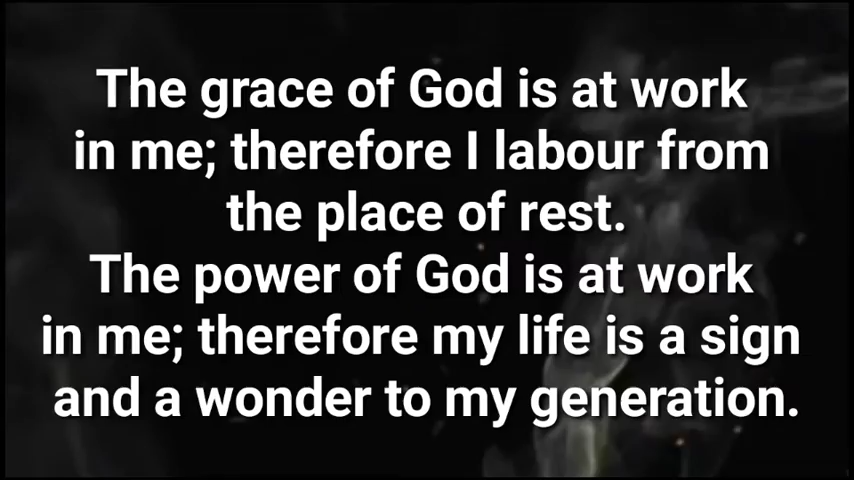 The grace of God is at work
in me; therefore I labour from
the place of rest.
The power of God is at work
in me; therefore my life is a sign
and a wonder to my generation.